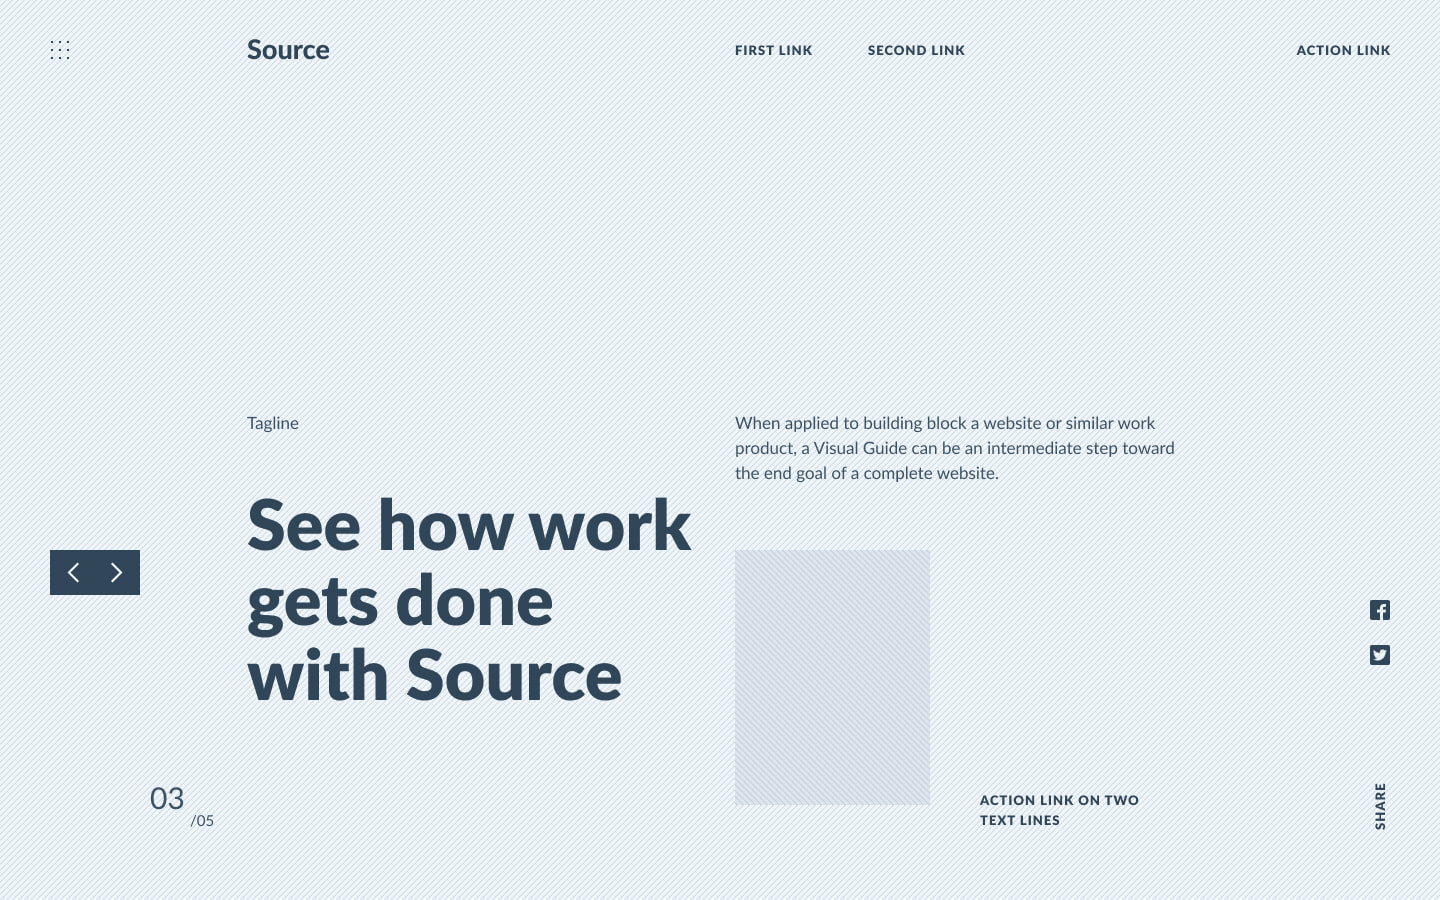 Source
FIRST LINK
SECOND LINK
ACTION LINK
Tagline
When applied to building block a website or similar work
product, a Visual Guide can be an intermediate step toward
the end goal of a complete website.
See how work
gets done
with Source
03
/05
ACTION LINK ON TWO
TEXT LINES
SHARE